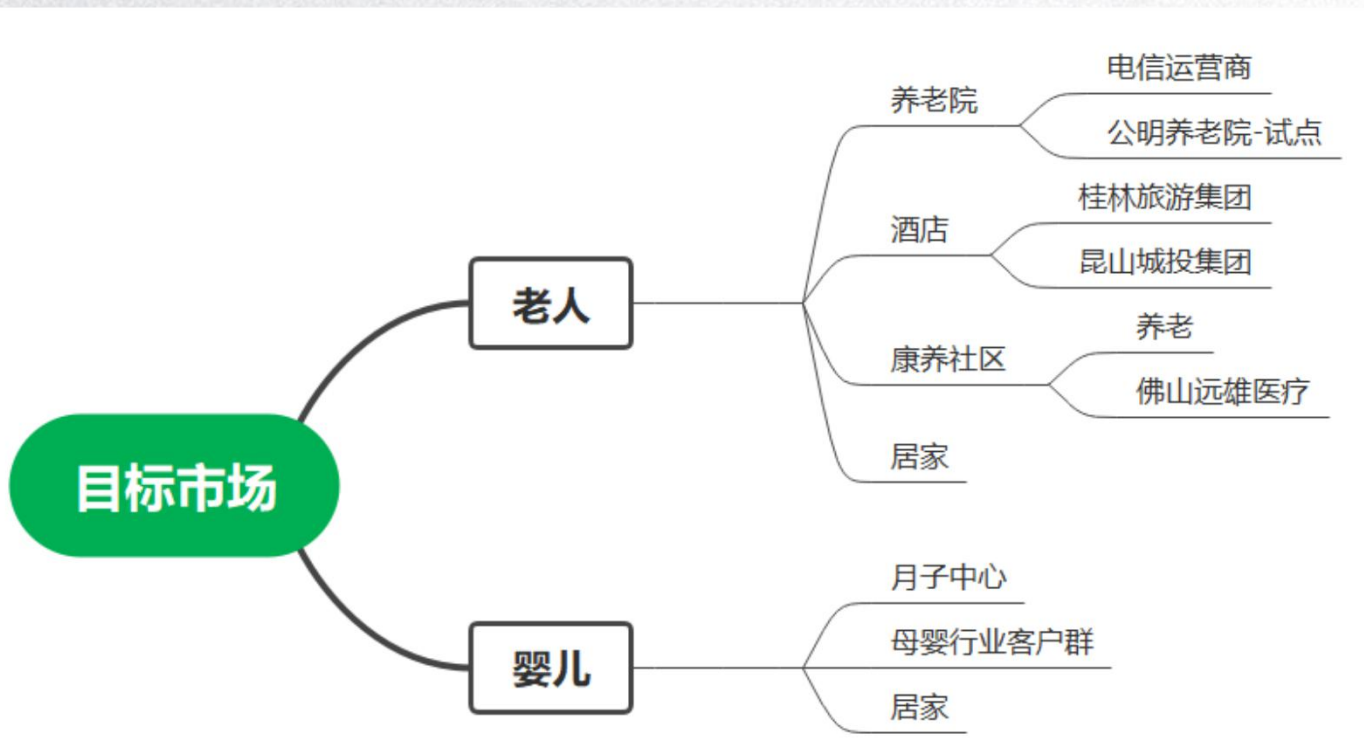 目标市场
老人
养老院
电信运营商
公明养老院-试点
酒店
桂林旅游集团
昆山城投集团
康养社区
养老
佛山远雄医疗
居家
婴儿
月子中心
母婴行业客户群
居家